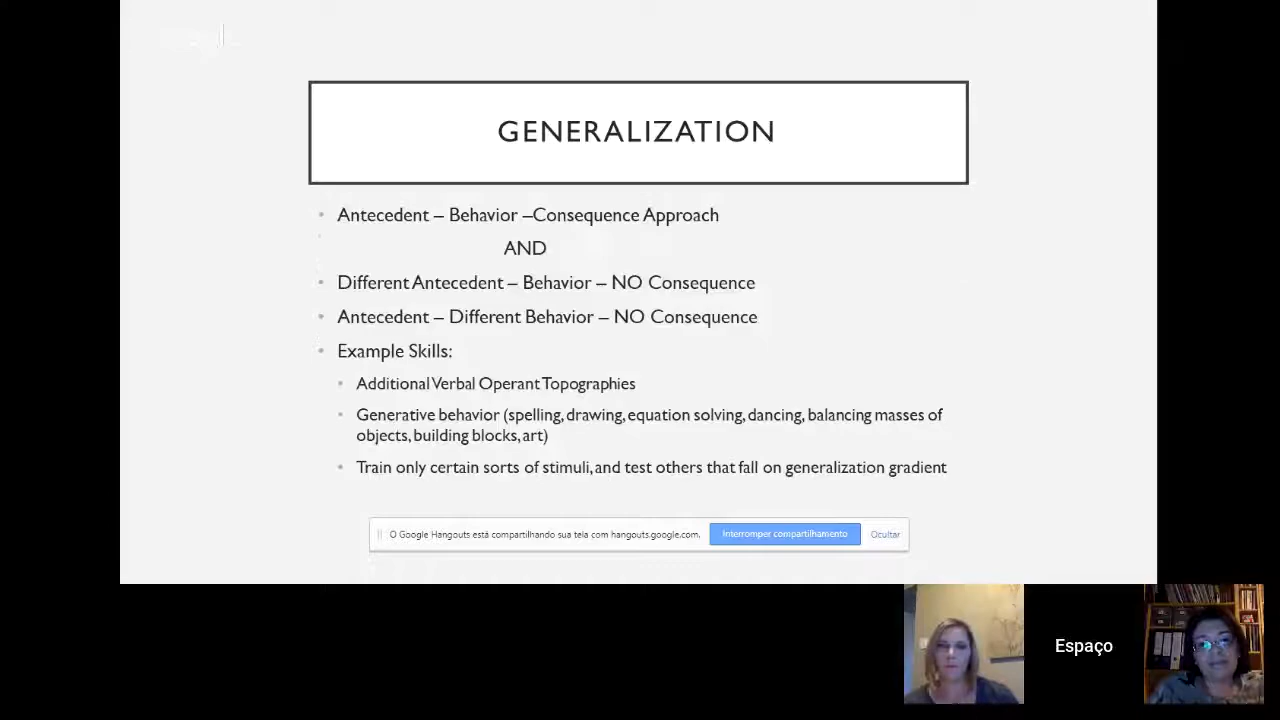 GENERALIZATION
Antecedent – Behavior –Consequence Approach
AND
Different Antecedent – Behavior – NO Consequence
Antecedent – Different Behavior – NO Consequence
Example Skills:
Additional Verbal Operant Topographies
Generative behavior (spelling, drawing, equation solving, dancing, balancing masses of
objects, building blocks, art)
Train only certain sorts of stimuli, and test others that fall on generalization gradient
O Google Hangouts está compartilhando sua tela com hangouts.google.com. Interromper compartilhamento Ocultar
Espaço